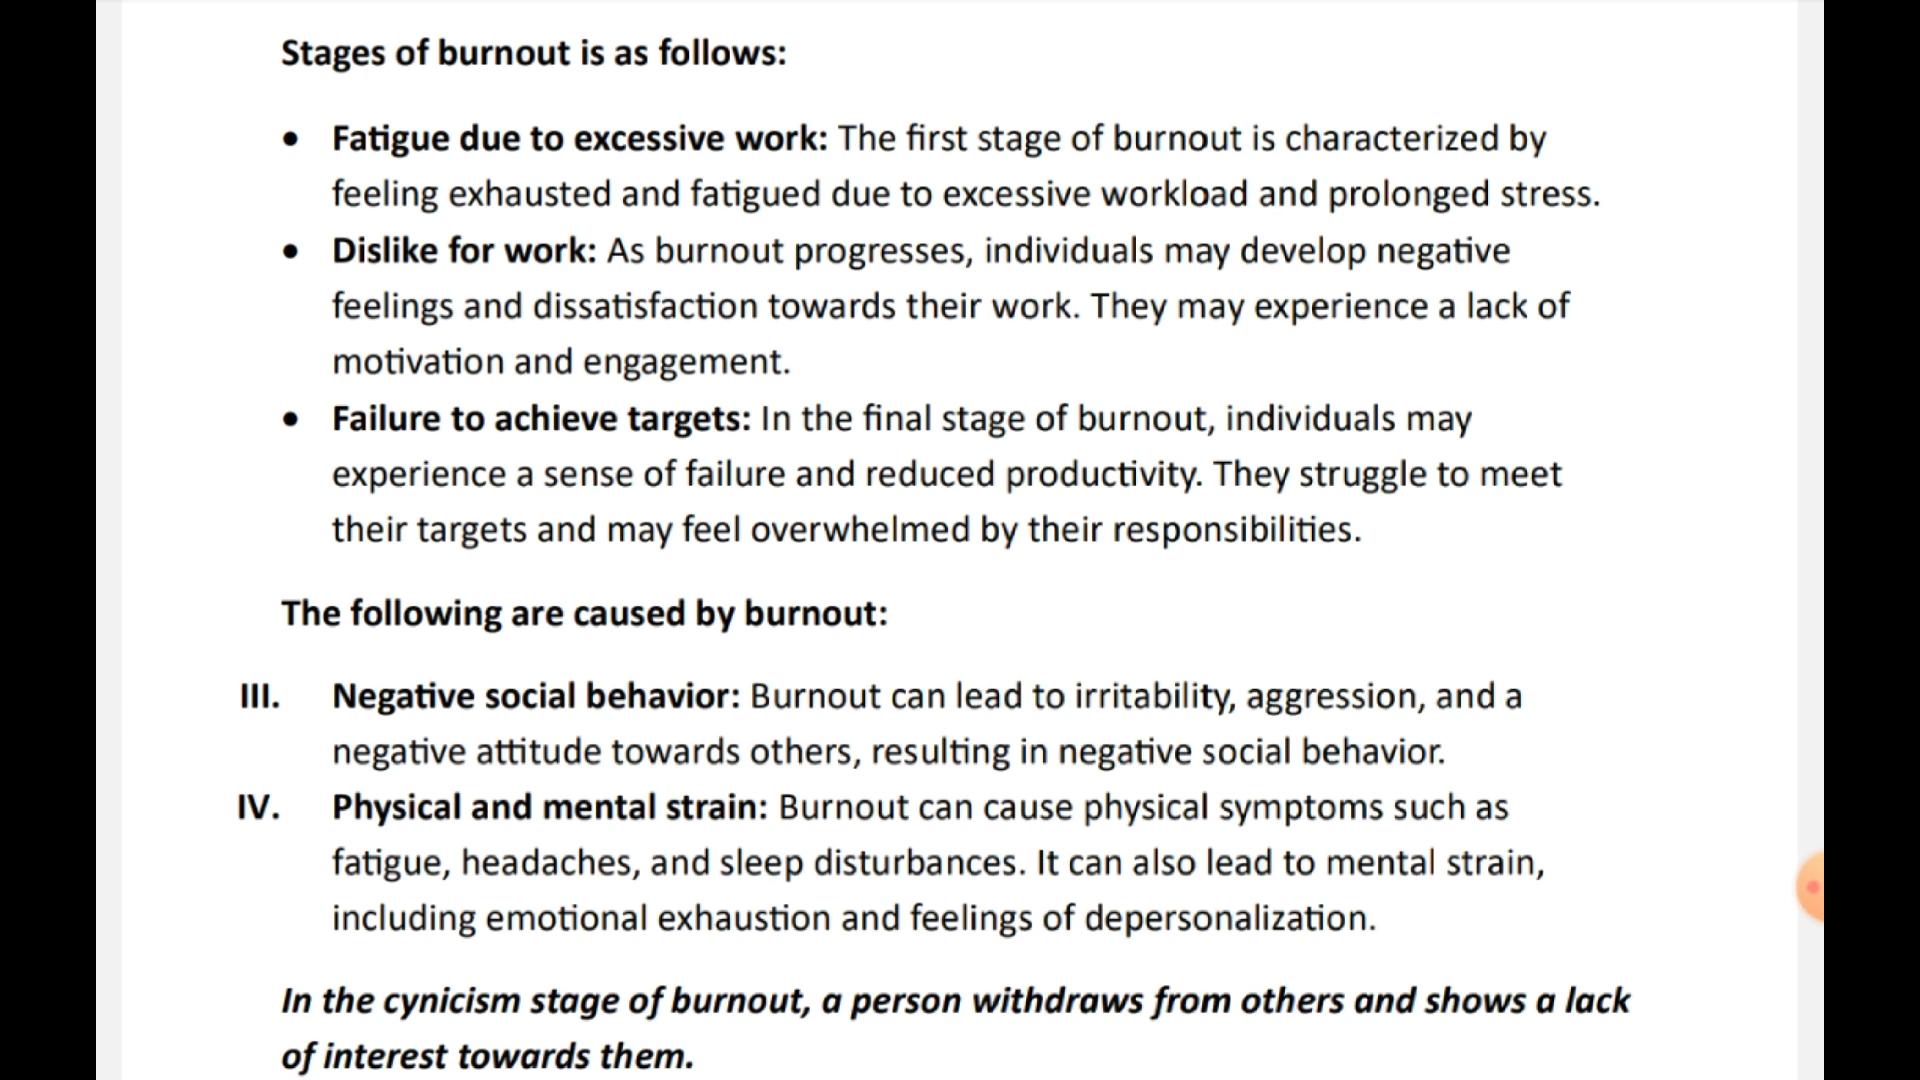 Stages of burnout is as follows:
• Fatigue due to excessive work: The first stage of burnout is characterized by
feeling exhausted and fatigued due to excessive workload and prolonged stress.
• Dislike for work: As burnout progresses, individuals may develop negative
feelings and dissatisfaction towards their work. They may experience a lack of
motivation and engagement.
• Failure to achieve targets: In the final stage of burnout, individuals may
experience a sense of failure and reduced productivity. They struggle to meet
their targets and may feel overwhelmed by their responsibilities.
The following are caused by burnout:
III. Negative social behavior: Burnout can lead to irritability, aggression, and a
negative attitude towards others, resulting in negative social behavior.
IV. Physical and mental strain: Burnout can cause physical symptoms such as
fatigue, headaches, and sleep disturbances. It can also lead to mental strain,
including emotional exhaustion and feelings of depersonalization.
In the cynicism stage of burnout, a person withdraws from others and shows a lack
of interest towards them.